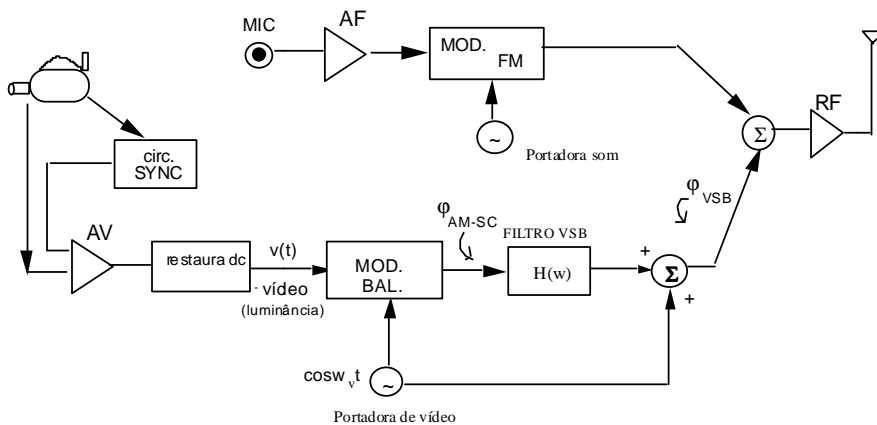 MIC
AF
MOD.
FM
~
Portadora som
RF
Σ
circ.
SYNC
AV
restaura dc
v(t)
- vídeo
(luminância)
MOD.
BAL.
φ AM-SC
FILTRO VSB
H(w)
+
Σ
+
φ VSB
cosw v t
~
Portadora de vídeo